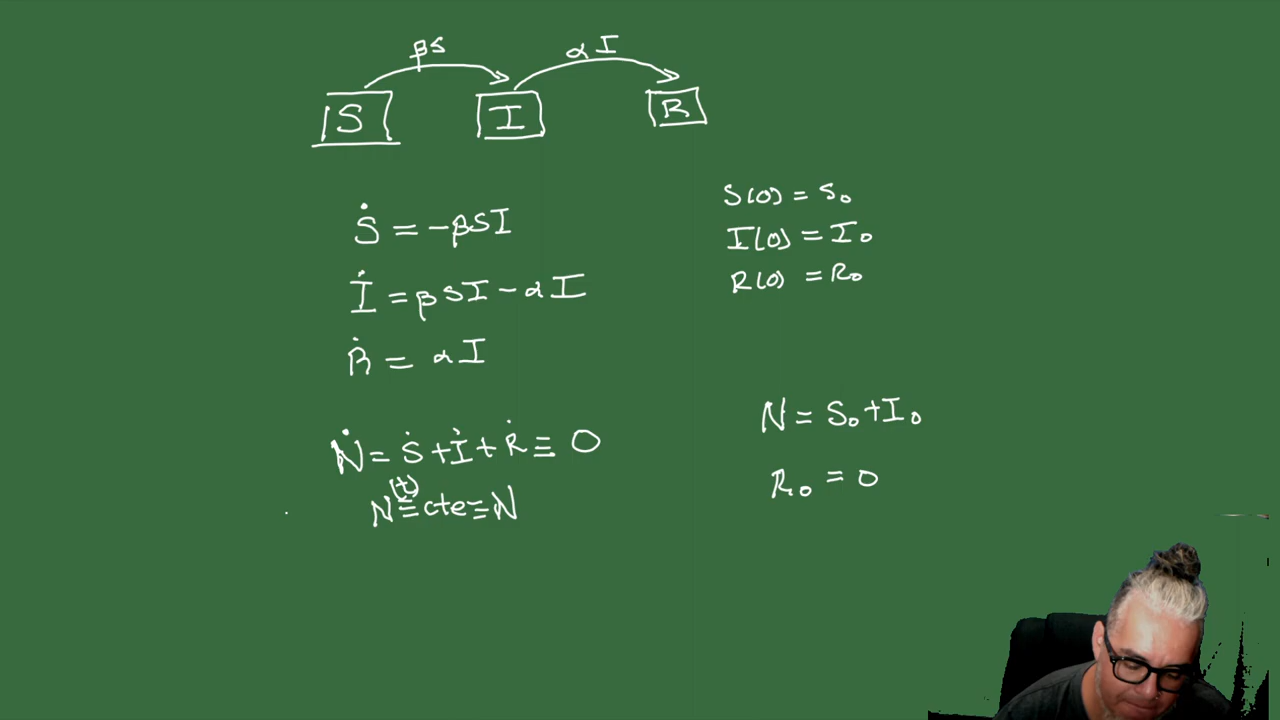 βS αI
S I R
Ṡ = -βSI
İ = βSI - αI
Ṙ = αI
Ṅ = Ṡ + İ + Ṙ ≡ 0
N(t) ≡ cte ≡ N
S(0) = S₀
I(0) = I₀
R(0) = R₀
N = S₀ + I₀
R₀ = 0